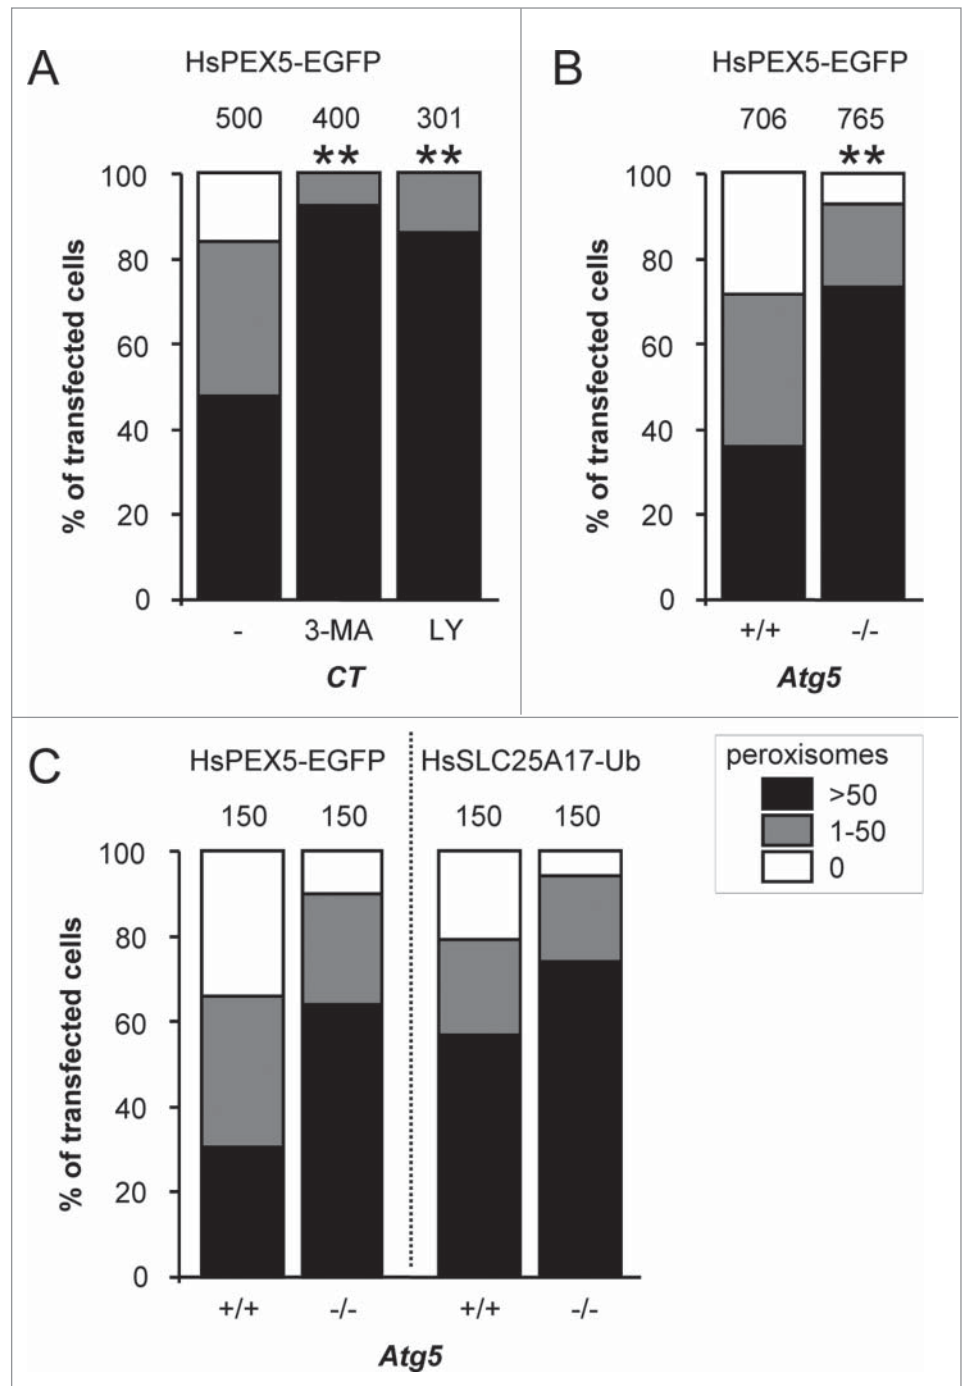 A
HsPEX5-EGFP
500 400 301
** **
100
80
60
40
20
0
% of transfected cells
- 3-MA LY
CT
B
HsPEX5-EGFP
706 765
**
100
80
60
40
20
0
% of transfected cells
+/+ -/-
Atg5
C
HsPEX5-EGFP HsSLC25A17-Ub
150 150 150 150
100
80
60
40
20
0
% of transfected cells
+/+ -/- +/+ -/-
Atg5
peroxisomes
>50
1-50
0